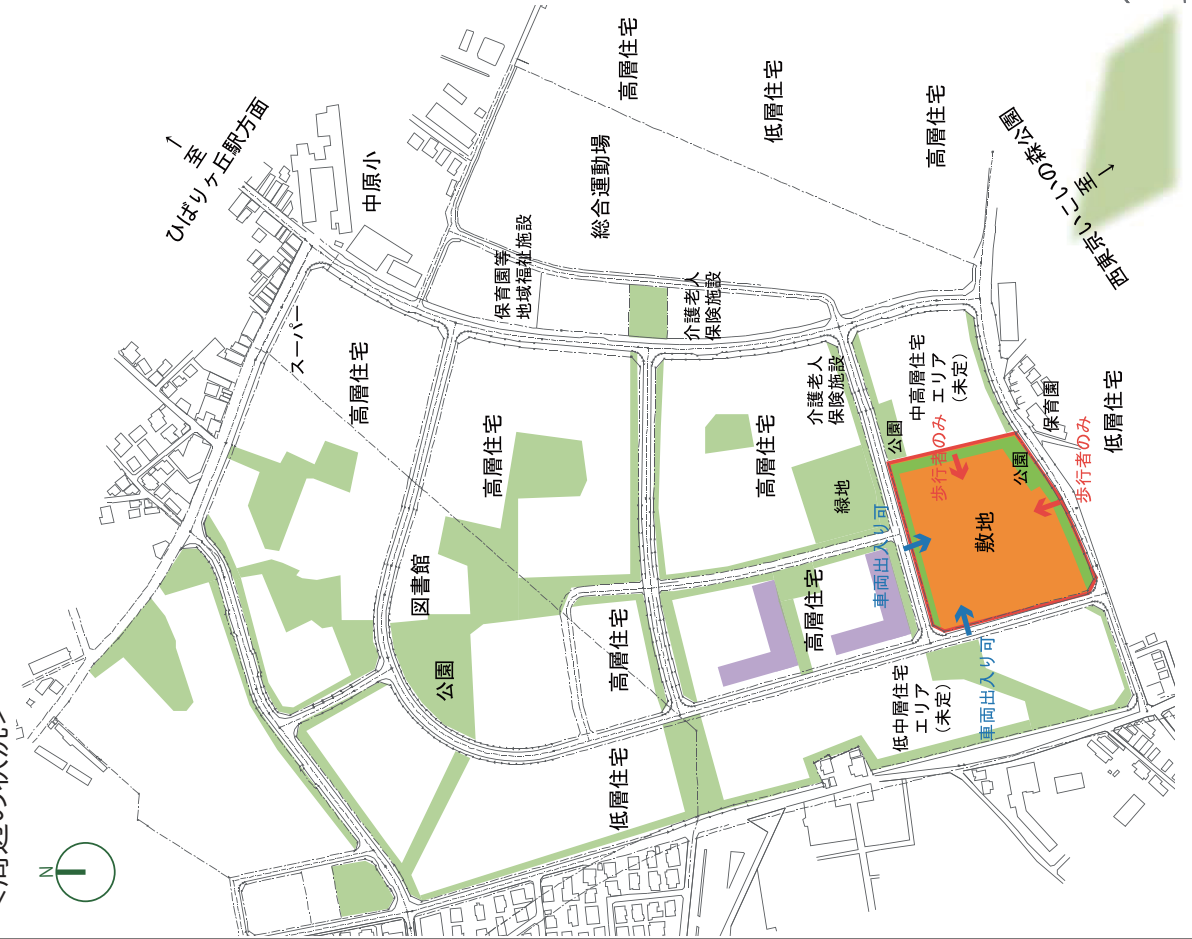 ＜周辺の状況＞
N
↑
至
ひばりヶ丘駅方面
中原小
スーパー
高層住宅
保育園等
地域福祉施設
総合運動場
高層住宅
低層住宅
高層住宅
西東京いこいの森公園
至
↓
介護老人
保険施設
高層住宅
図書館
公園
高層住宅
低層住宅
高層住宅
介護老人
保険施設
緑地
高層住宅
中高層住宅
エリア
（未定）
公園
歩行者のみ
車両出入り可
敷地
公園
保育園
歩行者のみ
低層住宅
低中層住宅
エリア
（未定）
車両出入り可